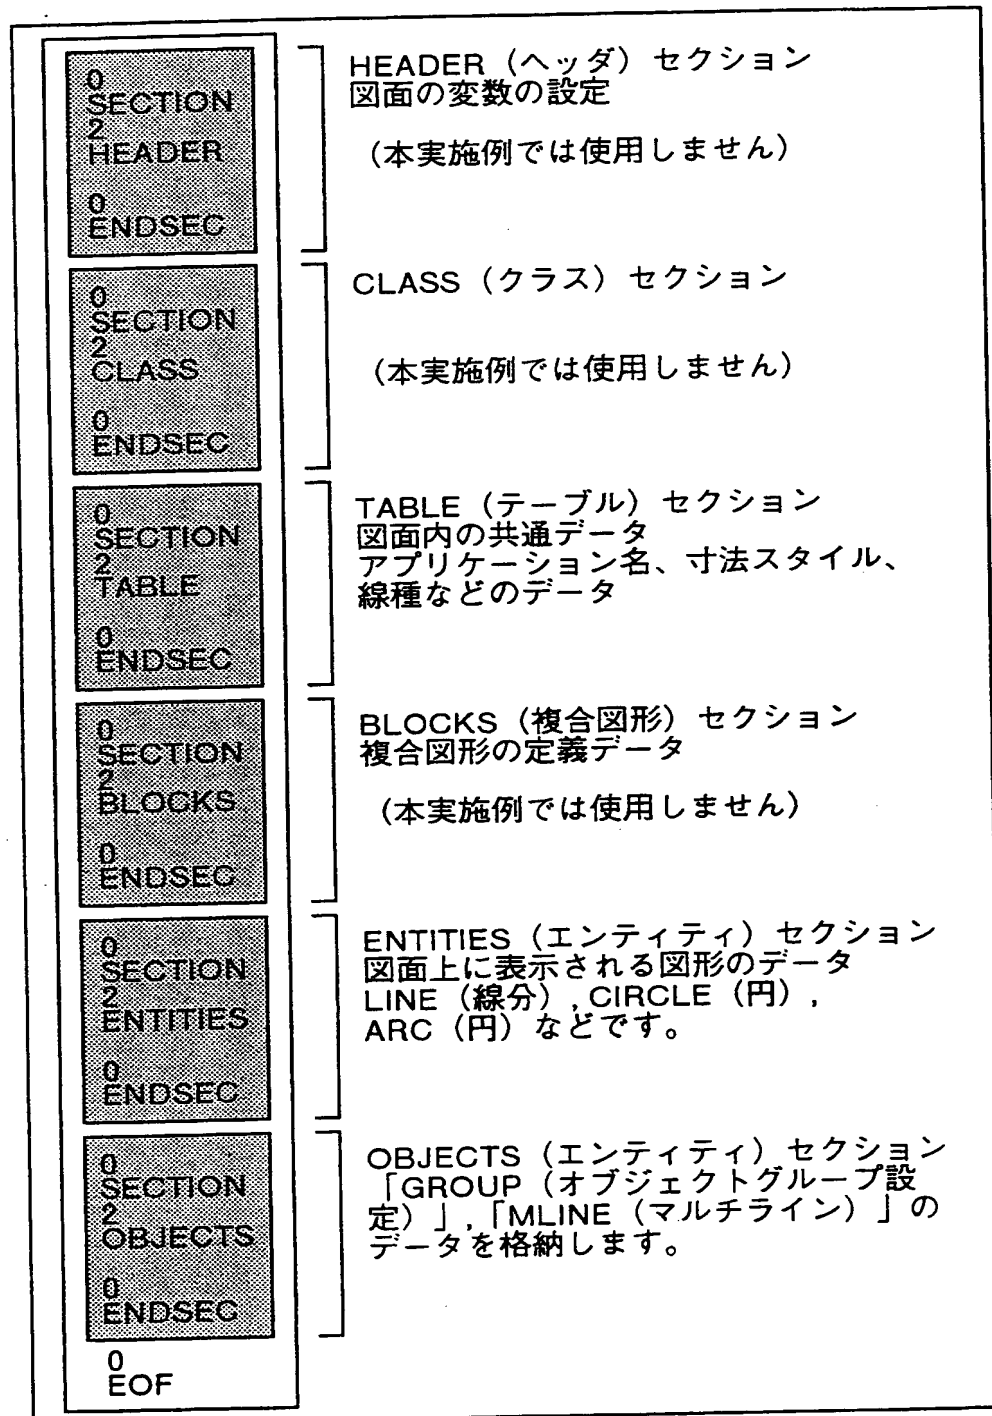 0
SECTION
2
HEADER
0
ENDSEC
HEADER（ヘッダ）セクション
図面の変数の設定
（本実施例では使用しません）
0
SECTION
2
CLASS
0
ENDSEC
CLASS（クラス）セクション
（本実施例では使用しません）
0
SECTION
2
TABLE
0
ENDSEC
TABLE（テーブル）セクション
図面内の共通データ
アプリケーション名、寸法スタイル、
線種などのデータ
0
SECTION
2
BLOCKS
0
ENDSEC
BLOCKS（複合図形）セクション
複合図形の定義データ
（本実施例では使用しません）
0
SECTION
2
ENTITIES
0
ENDSEC
ENTITIES（エンティティ）セクション
図面上に表示される図形のデータ
LINE（線分）, CIRCLE（円）,
ARC（円）などです。
0
SECTION
2
OBJECTS
0
ENDSEC
OBJECTS（エンティティ）セクション
「GROUP（オブジェクトグループ設
定）」,「MLINE（マルチライン）」の
データを格納します。
0
EOF